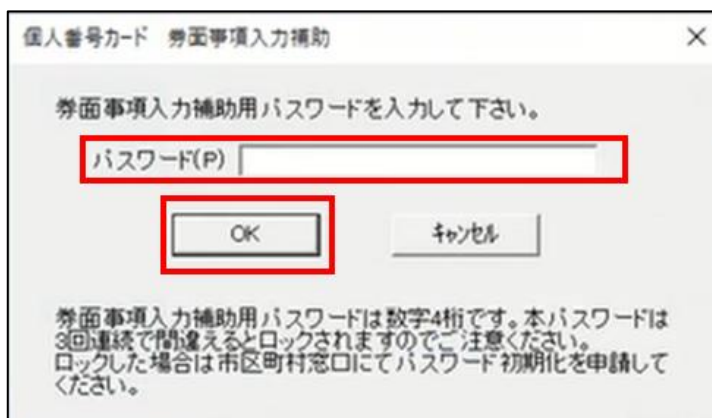 個人番号カード 券面事項入力補助
券面事項入力補助用パスワードを入力して下さい。
パスワード(P)
OK キャンセル
券面事項入力補助用パスワードは数字4桁です。本パスワードは
3回連続で間違えるとロックされますのでご注意ください。
ロックした場合は市区町村窓口にてパスワード初期化を申請して
ください。